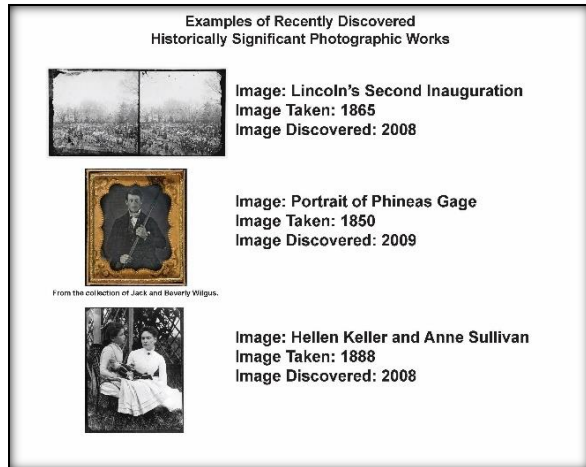 Examples of Recently Discovered
Historically Significant Photographic Works
Image: Lincoln's Second Inauguration
Image Taken: 1865
Image Discovered: 2008
Image: Portrait of Phineas Gage
Image Taken: 1850
Image Discovered: 2009
From the collection of Jack and Beverly Wilgus.
Image: Hellen Keller and Anne Sullivan
Image Taken: 1888
Image Discovered: 2008